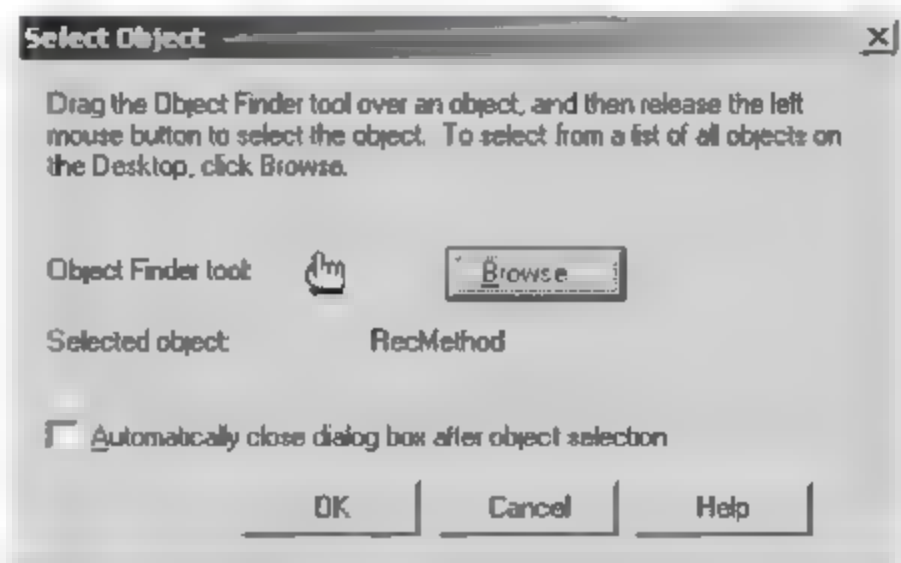 Select Object
Drag the Object Finder tool over an object, and then release the left
mouse button to select the object. To select from a list of all objects on
the Desktop, click Browse.
Object Finder tool: Browse
Selected object: RecMethod
Automatically close dialog box after object selection
OK Cancel Help